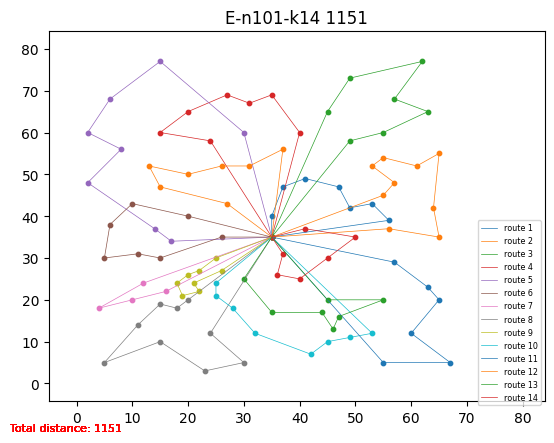 E-n101-k14 1151
80
70
60
50
40
30
20
10
0
0 10 20 30 40 50 60 70 80
route 1
route 2
route 3
route 4
route 5
route 6
route 7
route 8
route 9
route 10
route 11
route 12
route 13
route 14
Total distance: 1151